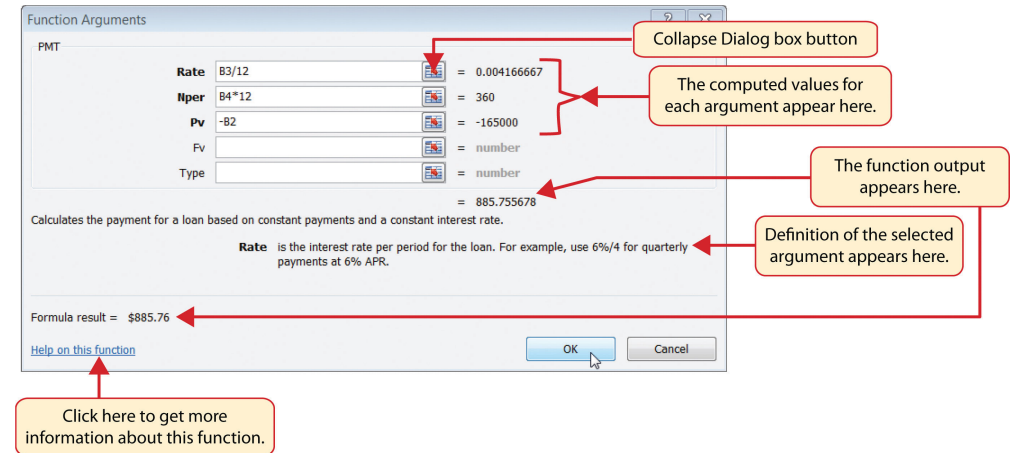 Function Arguments
?
PMT
Collapse Dialog box button
Rate B3/12 = 0.004166667
Nper B4*12 = 360
Pv -B2 = -165000
Fv = number
Type = number
The computed values for
each argument appear here.
= 885.755678
The function output
appears here.
Calculates the payment for a loan based on constant payments and a constant interest rate.
Rate is the interest rate per period for the loan. For example, use 6%/4 for quarterly
payments at 6% APR.
Definition of the selected
argument appears here.
Formula result = $885.76
Help on this function
OK Cancel
Click here to get more
information about this function.